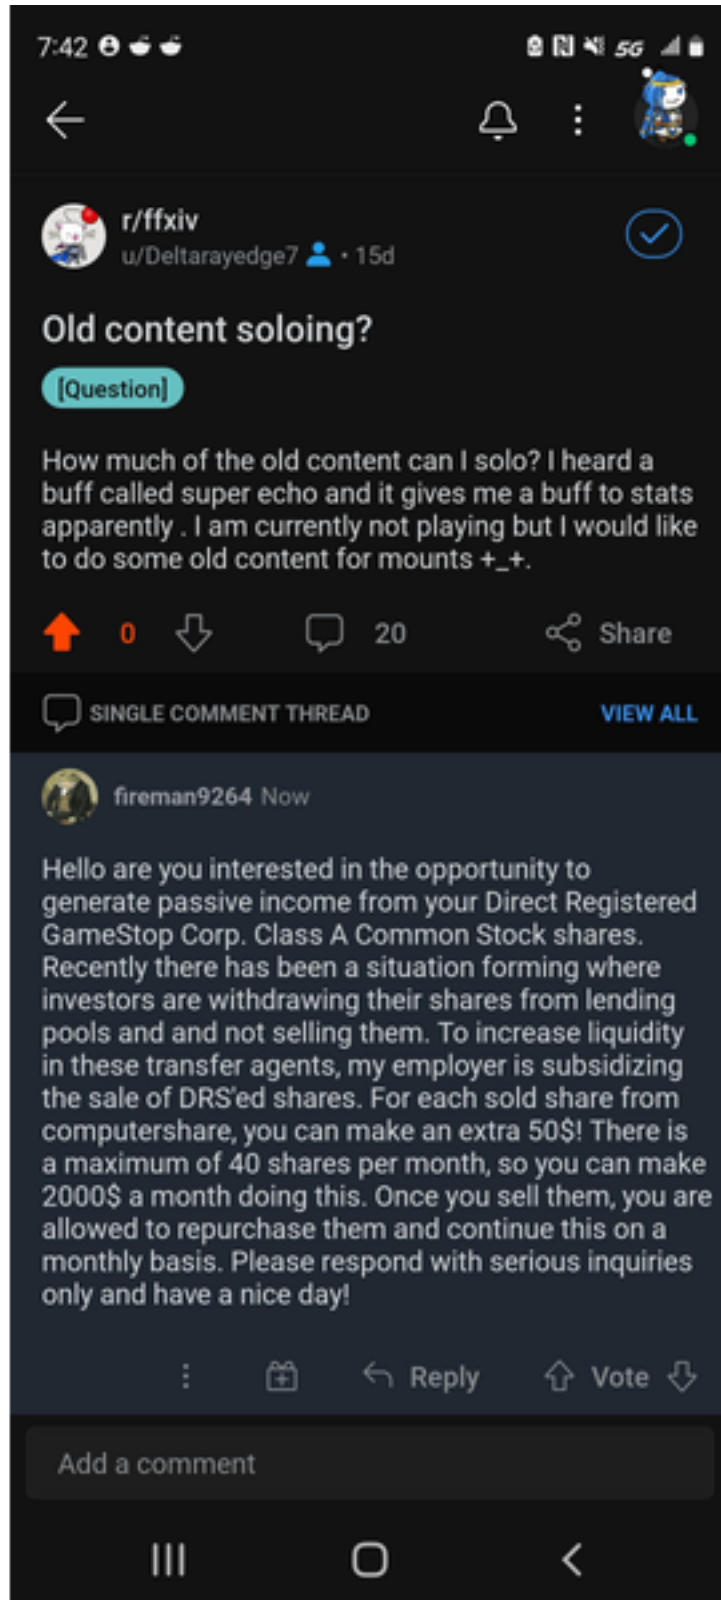 7:42 5G
r/ffxiv
u/Deltarayedge7 • 15d
Old content soloing?
[Question]
How much of the old content can I solo? I heard a
buff called super echo and it gives me a buff to stats
apparently . I am currently not playing but I would like
to do some old content for mounts +_+.
0 20 Share
SINGLE COMMENT THREAD VIEW ALL
fireman9264 Now
Hello are you interested in the opportunity to
generate passive income from your Direct Registered
GameStop Corp. Class A Common Stock shares.
Recently there has been a situation forming where
investors are withdrawing their shares from lending
pools and and not selling them. To increase liquidity
in these transfer agents, my employer is subsidizing
the sale of DRS'ed shares. For each sold share from
computershare, you can make an extra 50$! There is
a maximum of 40 shares per month, so you can make
2000$ a month doing this. Once you sell them, you are
allowed to repurchase them and continue this on a
monthly basis. Please respond with serious inquiries
only and have a nice day!
Reply Vote
Add a comment